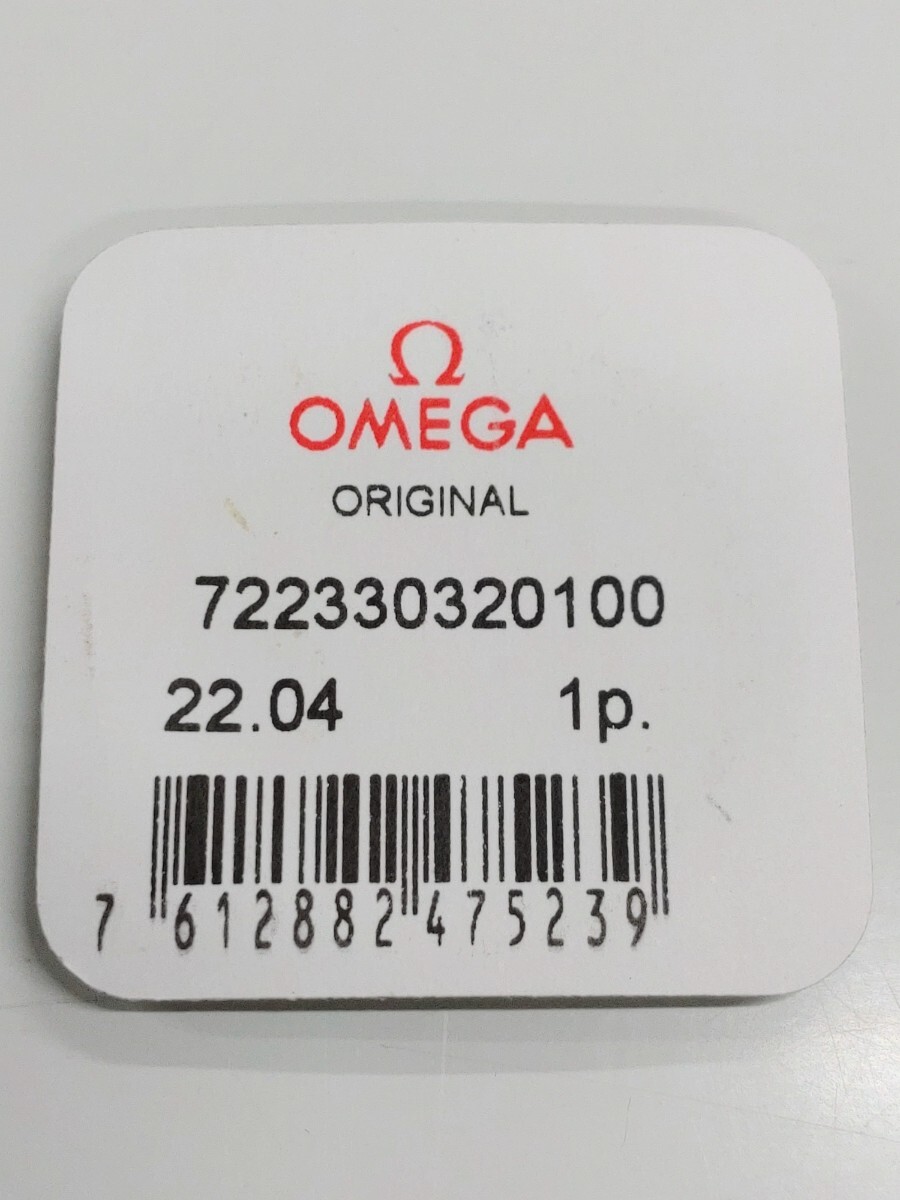 Ω
OMEGA
ORIGINAL
722330320100
22.04 1p.
7 612882 475239